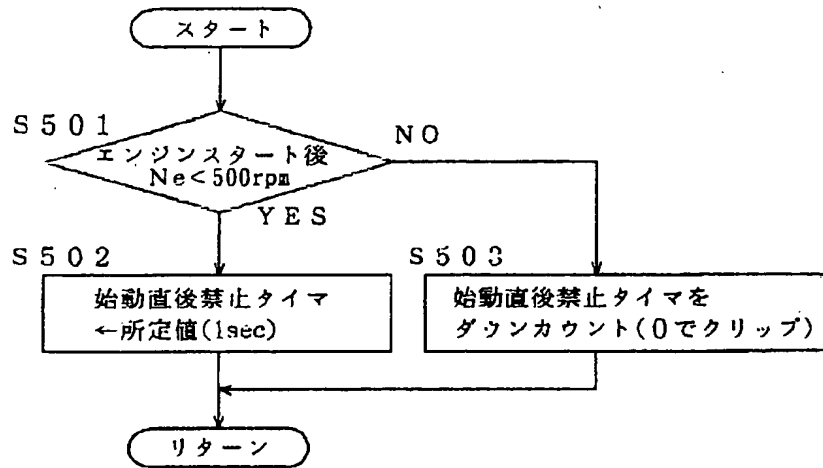 スタート
S501
エンジンスタート後
Ne<500rpm
NO
YES
S502
始動直後禁止タイマ
←所定値(1sec)
S503
始動直後禁止タイマを
ダウンカウント(0でクリップ)
リターン